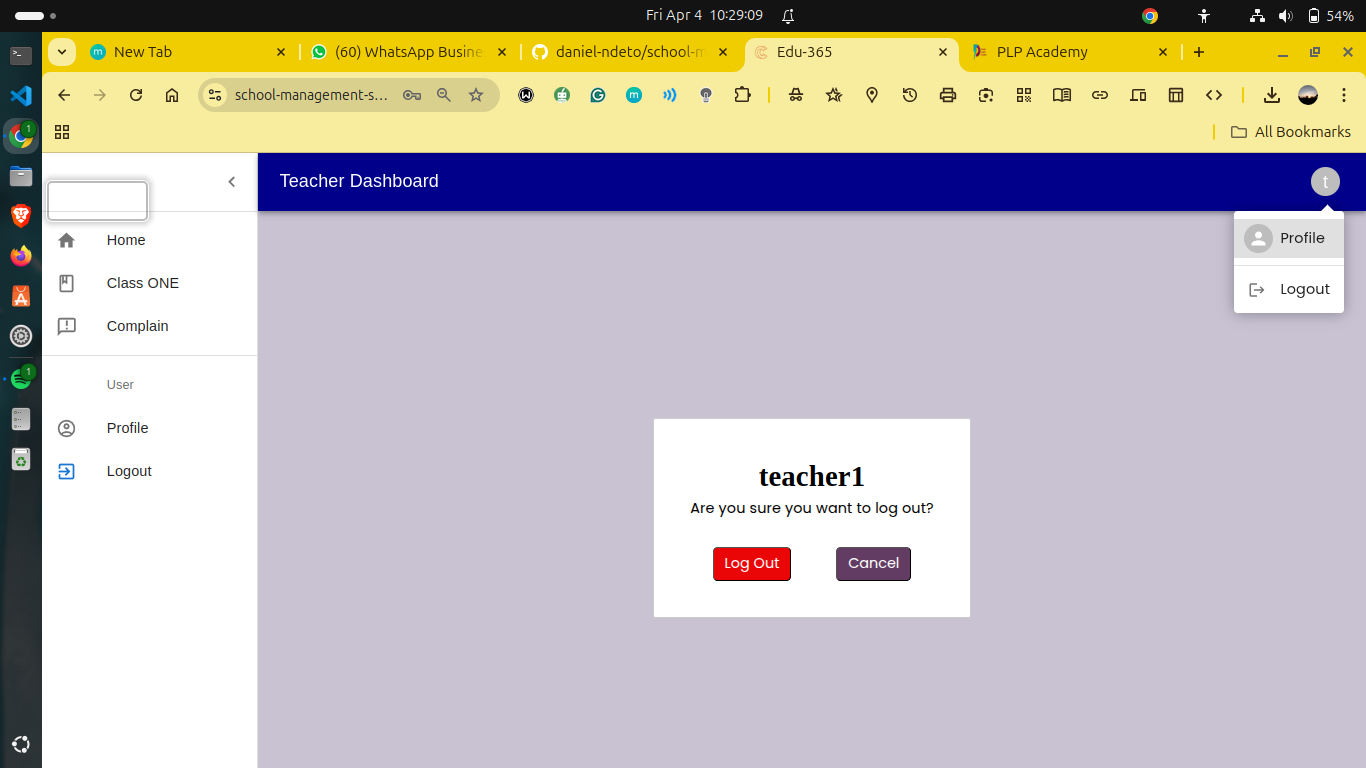 Fri Apr 4 10:29:09
54%
New Tab
(60) WhatsApp Busine
daniel-ndeto/school-m
Edu-365
PLP Academy
school-management-s...
All Bookmarks
Teacher Dashboard
t
Home
Class ONE
Complain
User
Profile
Logout
Profile
Logout
teacher1
Are you sure you want to log out?
Log Out
Cancel
1
1